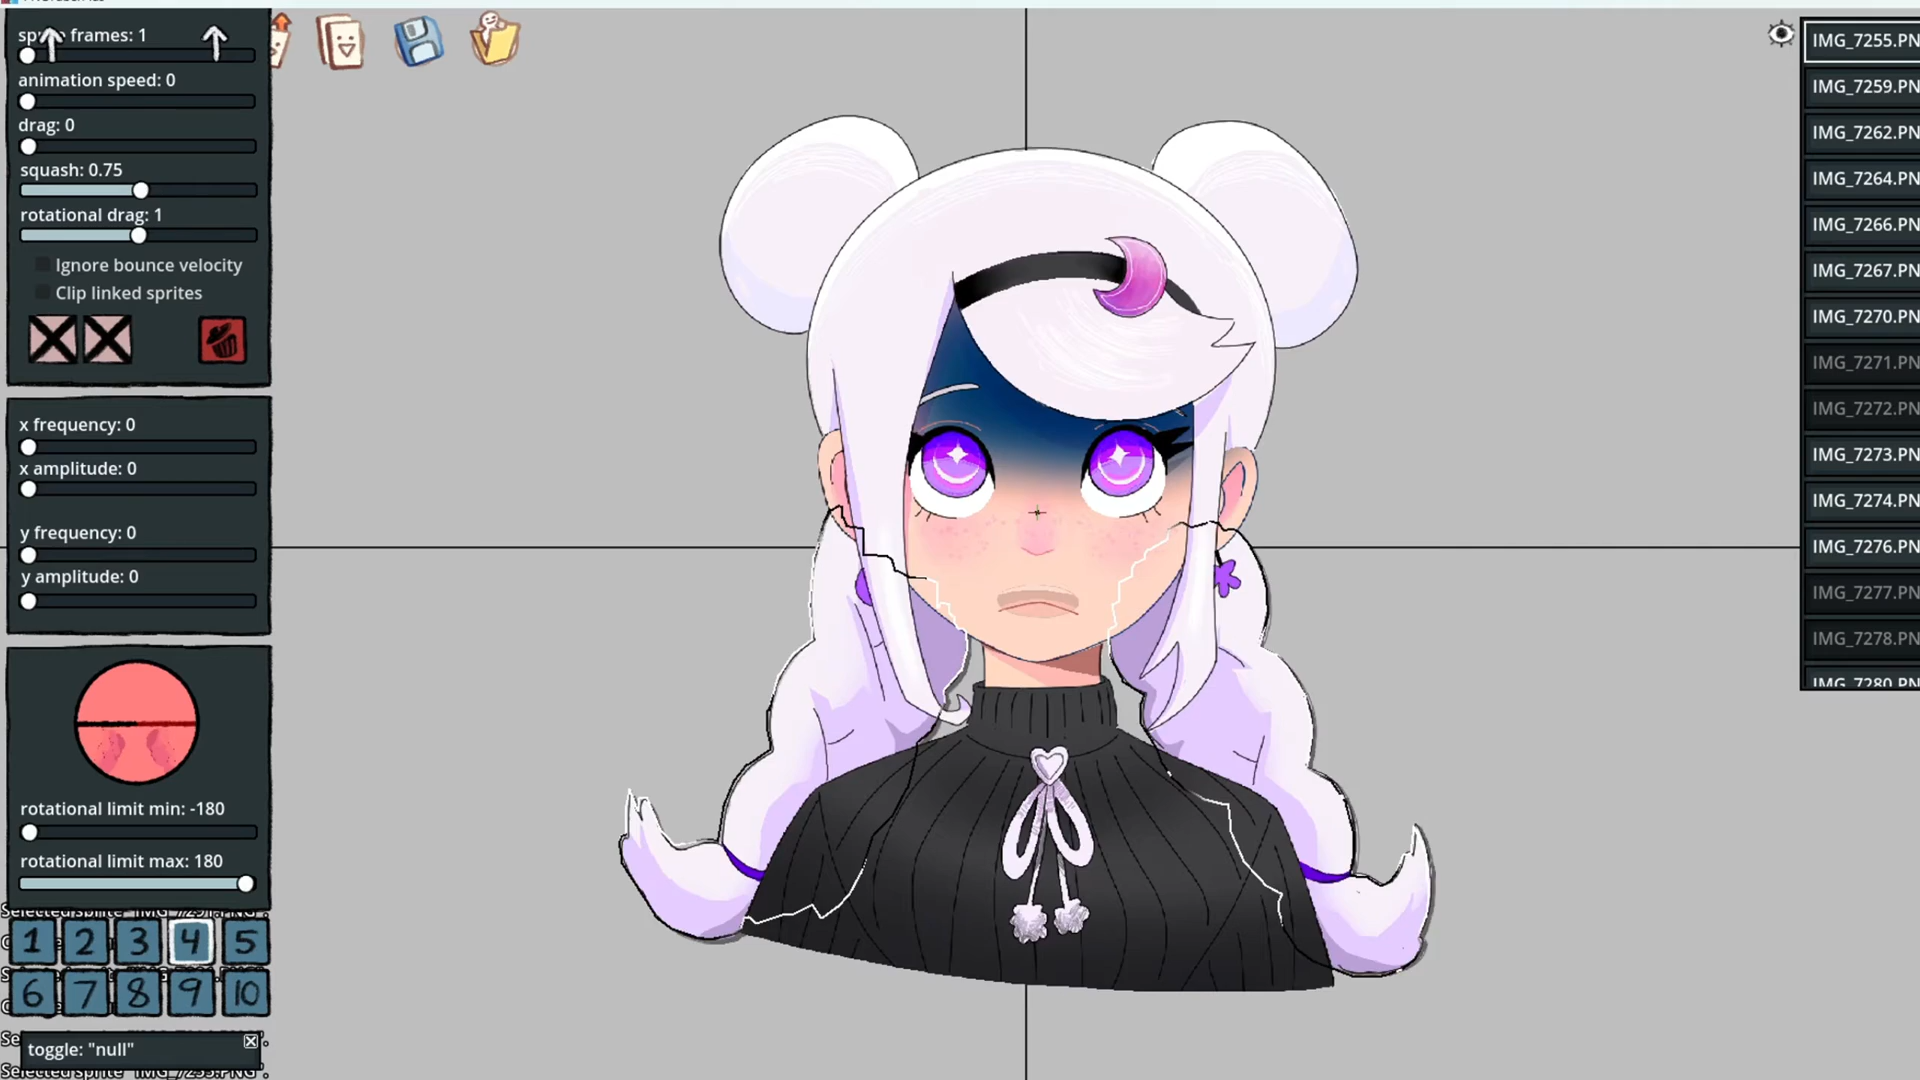 sprite frames: 1
animation speed: 0
drag: 0
squash: 0.75
rotational drag: 1
Ignore bounce velocity
Clip linked sprites
x frequency: 0
x amplitude: 0
y frequency: 0
y amplitude: 0
rotational limit min: -180
rotational limit max: 180
1 2 3 4 5
6 7 8 9 10
toggle: "null"
IMG_7255.PN
IMG_7259.PN
IMG_7262.PN
IMG_7264.PN
IMG_7266.PN
IMG_7267.PN
IMG_7270.PN
IMG_7271.PN
IMG_7272.PN
IMG_7273.PN
IMG_7274.PN
IMG_7276.PN
IMG_7277.PN
IMG_7278.PN
IMG_7280.PN